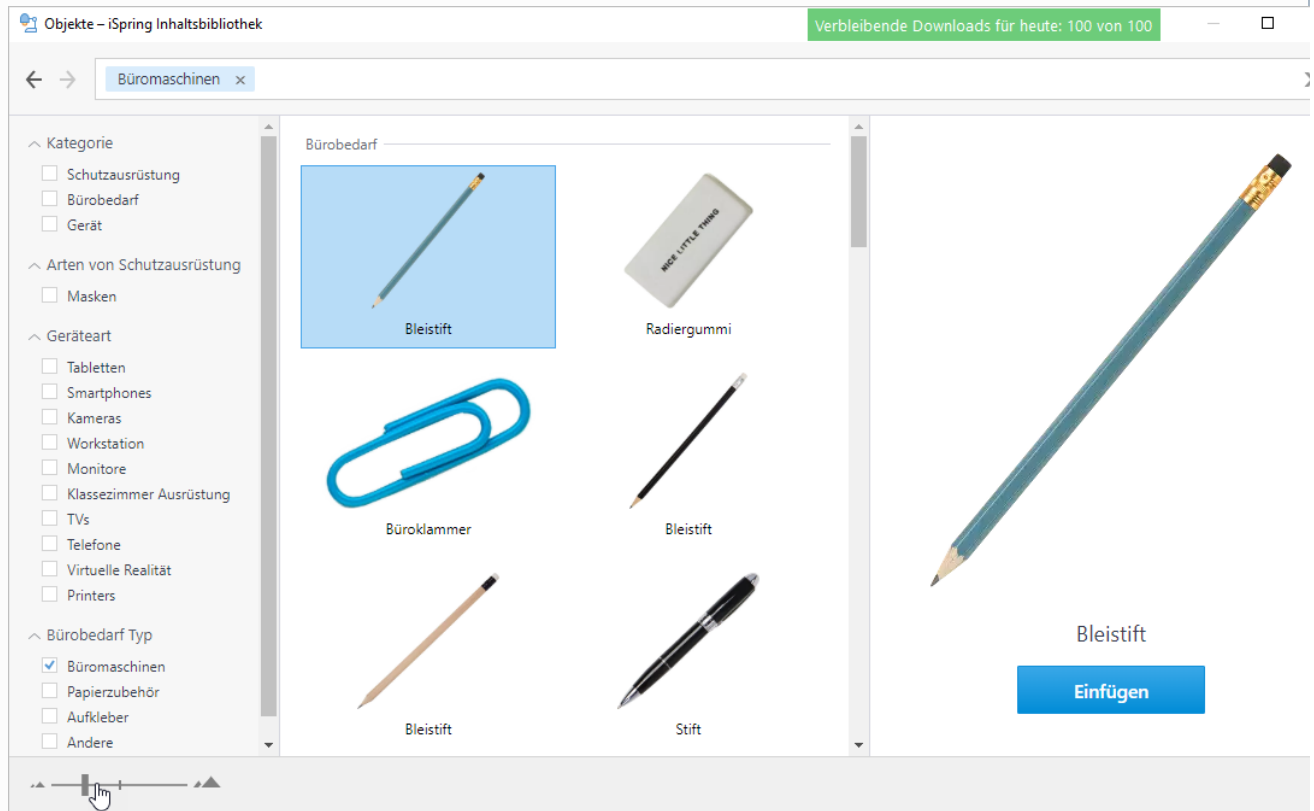 Objekte – iSpring Inhaltsbibliothek
Verbleibende Downloads für heute: 100 von 100
Büromaschinen
Kategorie
Schutzausrüstung
Bürobedarf
Gerät
Arten von Schutzausrüstung
Masken
Geräteart
Tabletten
Smartphones
Kameras
Workstation
Monitore
Klassezimmer Ausrüstung
TVs
Telefone
Virtuelle Realität
Printers
Bürobedarf Typ
Büromaschinen
Papierzubehör
Aufkleber
Andere
Bürobedarf
Bleistift
NICE LITTLE THING
Radiergummi
Büroklammer
Bleistift
Bleistift
Stift
Bleistift
Einfügen